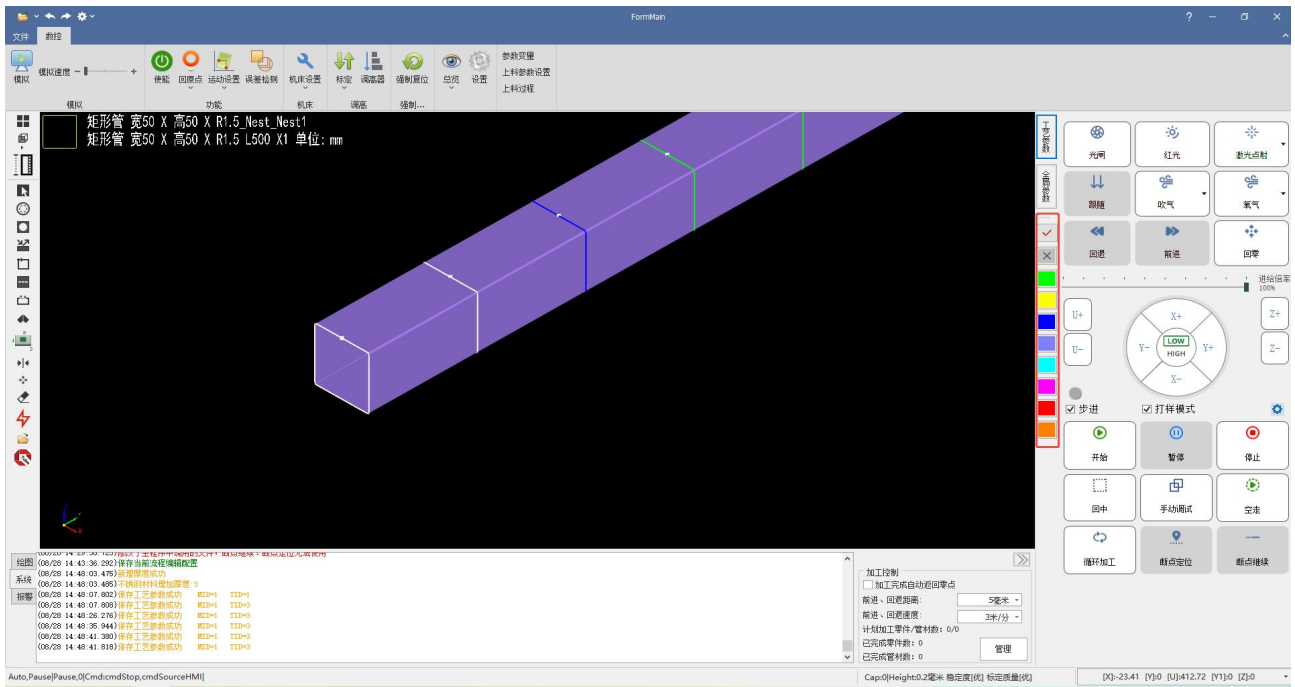 FormMain
文件 数控
模拟 模拟速度 使能 回原点 运动设置 误差检测 机床设置 标定 调高器 强制复位 总览 设置 参数变量
上料参数设置
上料过程
模拟 功能 机床 调高 强制...
矩形管 宽50 X 高50 X R1.5_Nest_Nest1
矩形管 宽50 X 高50 X R1.5 L500 X1 单位: mm
工艺参数
全局参数
光闸 红光 激光点射
跟随 吹气 氧气
回退 前进 回零
进给倍率
100%
U+ X+ Z+
Y- LOW Y+
HIGH
U- X- Z-
步进 打样模式
开始 暂停 停止
回中 手动调试 空走
循环加工 断点定位 断点继续
绘图
系统
报警
(08/28 14:43:36.292)保存当前流程编辑配置
(08/28 14:48:03.475)新增厚度成功
(08/28 14:48:03.485)不锈钢材料增加厚度:3
(08/28 14:48:07.802)保存工艺参数成功 MID=1 TID=1
(08/28 14:48:07.808)保存工艺参数成功 MID=1 TID=3
(08/28 14:48:26.276)保存工艺参数成功 MID=1 TID=3
(08/28 14:48:35.944)保存工艺参数成功 MID=1 TID=3
(08/28 14:48:41.380)保存工艺参数成功 MID=1 TID=3
(08/28 14:48:41.818)保存工艺参数成功 MID=1 TID=3
加工控制
加工完成自动返回零点
前进、回退距离: 5毫米
前进、回退速度: 3米/分
计划加工零件/管材数: 0/0
已完成零件数: 0
已完成管材数: 0
管理
Auto,Pause|Pause,0|Cmd:cmdStop,cmdSourceHMI|
Cap:0|Height:0.2毫米 稳定度[优] 标定质量[优]
[X]:-23.41 [Y]:0 [U]:412.72 [Y1]:0 [Z]:0